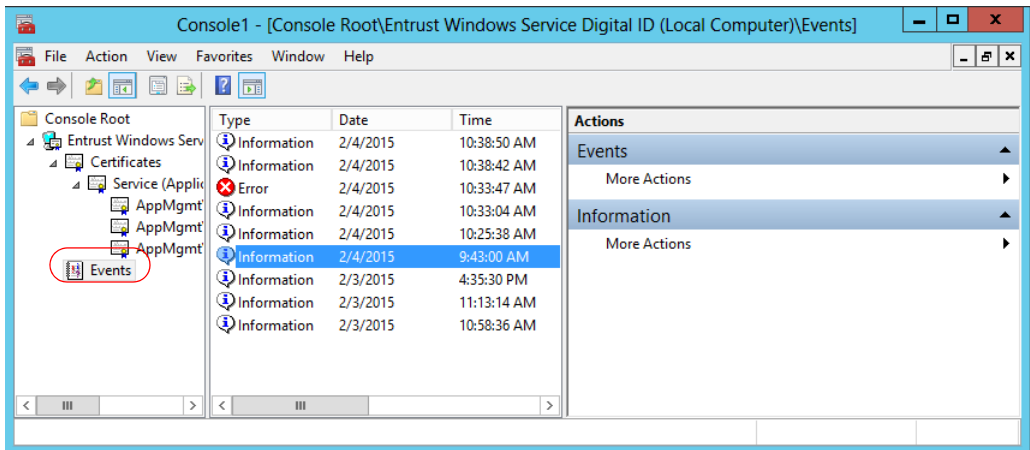 Console1 - [Console Root\Entrust Windows Service Digital ID (Local Computer)\Events]
File Action View Favorites Window Help
Console Root
Entrust Windows Serv
Certificates
Service (Applic
AppMgmt
AppMgmt
AppMgmt
Events
Type Date Time
Information 2/4/2015 10:38:50 AM
Information 2/4/2015 10:38:42 AM
Error 2/4/2015 10:33:47 AM
Information 2/4/2015 10:33:04 AM
Information 2/4/2015 10:25:38 AM
Information 2/4/2015 9:43:00 AM
Information 2/3/2015 4:35:30 PM
Information 2/3/2015 11:13:14 AM
Information 2/3/2015 10:58:36 AM
Actions
Events
More Actions
Information
More Actions